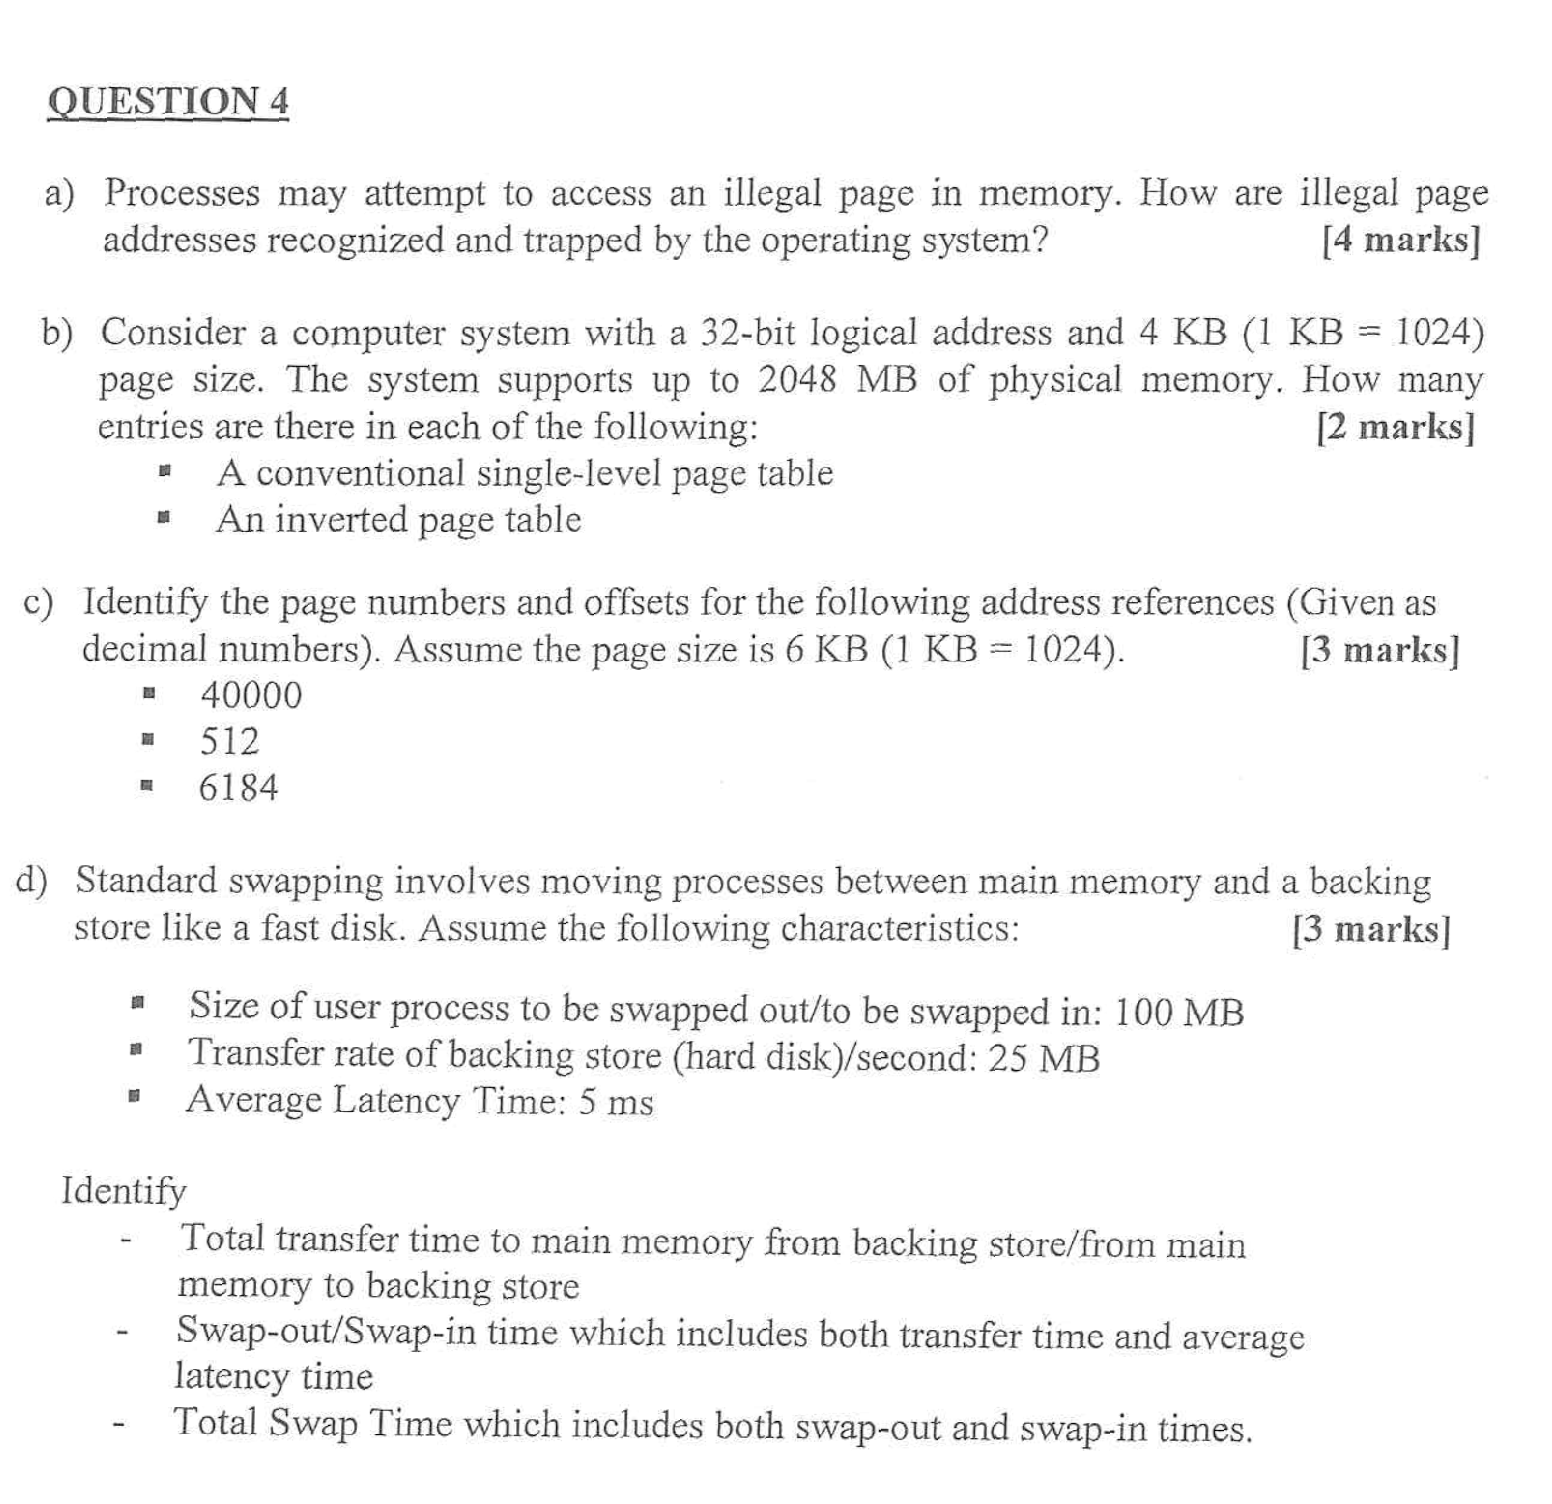 QUESTION 4
a) Processes may attempt to access an illegal page in memory. How are illegal page
addresses recognized and trapped by the operating system? [4 marks]
b) Consider a computer system with a 32-bit logical address and 4 KB (1 KB = 1024)
page size. The system supports up to 2048 MB of physical memory. How many
entries are there in each of the following: [2 marks]
▪ A conventional single-level page table
▪ An inverted page table
c) Identify the page numbers and offsets for the following address references (Given as
decimal numbers). Assume the page size is 6 KB (1 KB = 1024). [3 marks]
▪ 40000
▪ 512
▪ 6184
d) Standard swapping involves moving processes between main memory and a backing
store like a fast disk. Assume the following characteristics: [3 marks]
▪ Size of user process to be swapped out/to be swapped in: 100 MB
▪ Transfer rate of backing store (hard disk)/second: 25 MB
▪ Average Latency Time: 5 ms
Identify
- Total transfer time to main memory from backing store/from main
memory to backing store
- Swap-out/Swap-in time which includes both transfer time and average
latency time
- Total Swap Time which includes both swap-out and swap-in times.